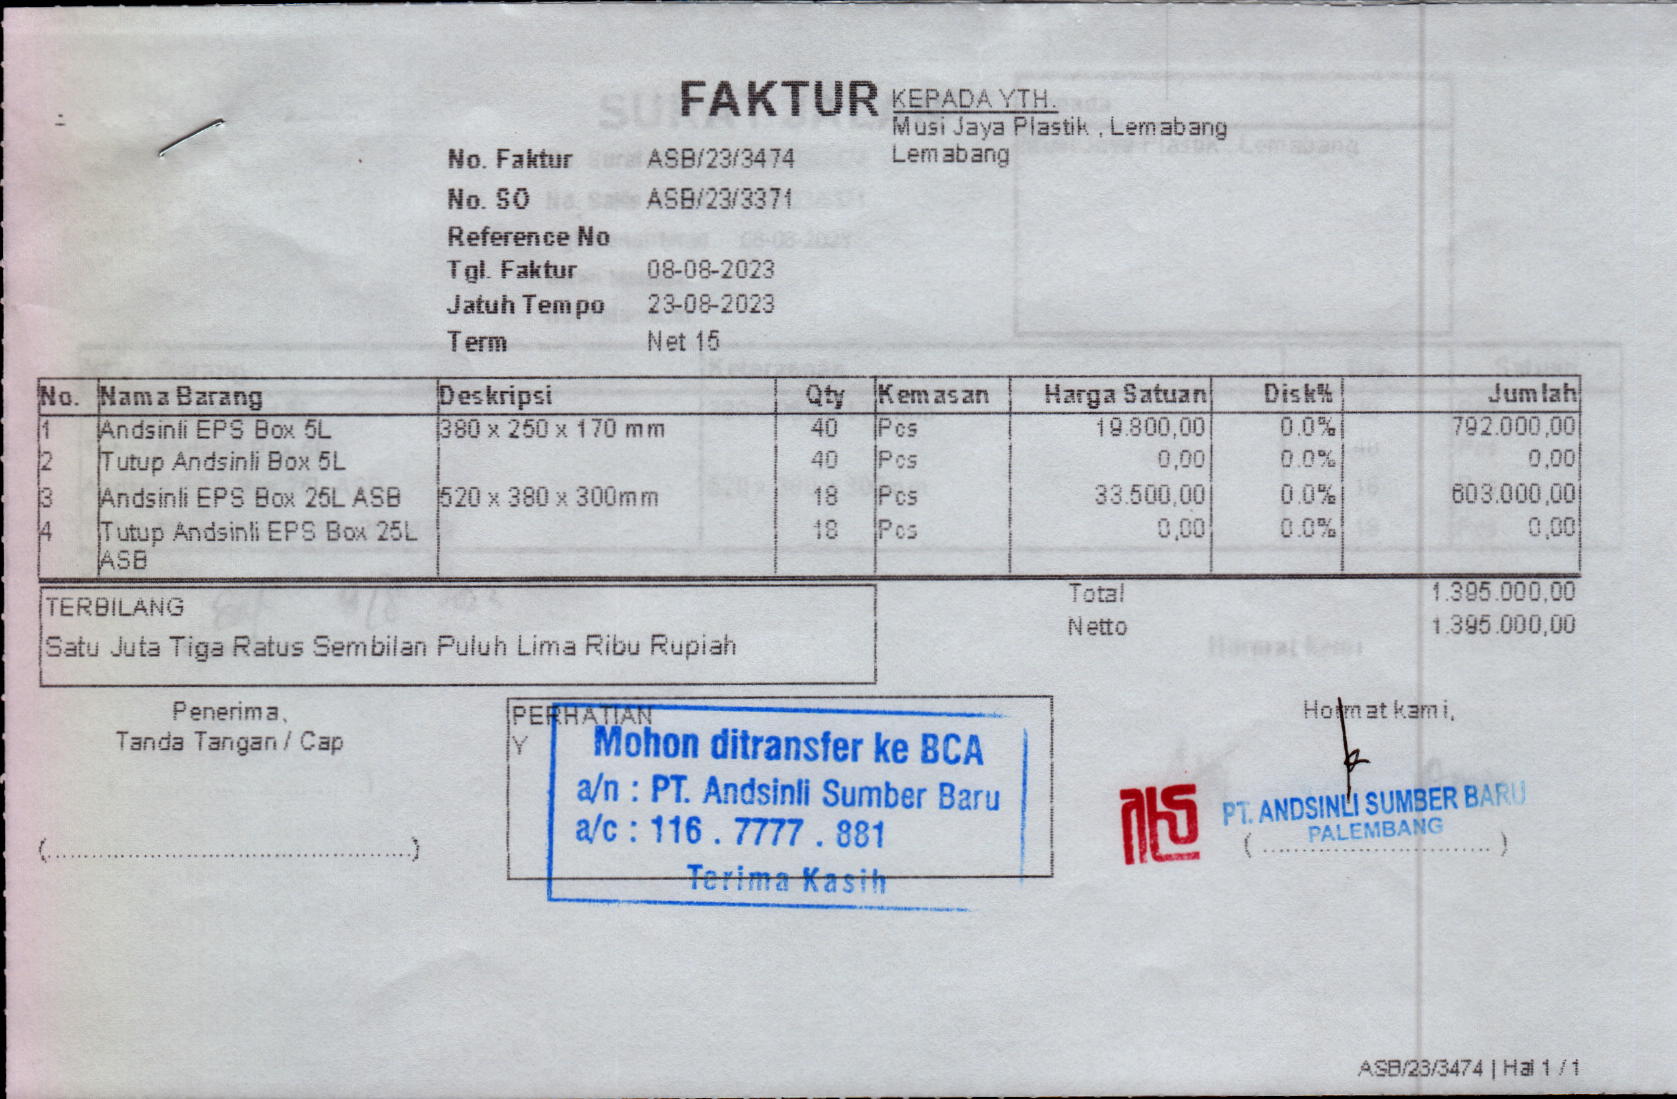 FAKTUR
KEPADA YTH.
Musi Jaya Plastik , Lemabang
Lemabang
No. Faktur ASB/23/3474
No. SO ASB/23/3371
Reference No
Tgl. Faktur 08-08-2023
Jatuh Tempo 23-08-2023
Term Net 15
No. Nama Barang Deskripsi Qty Kemasan Harga Satuan Disk% Jumlah
1 Andsinli EPS Box 5L 380 x 250 x 170 mm 40 Pcs 19.800,00 0.0% 792.000,00
2 Tutup Andsinli Box 5L 40 Pcs 0,00 0.0% 0,00
3 Andsinli EPS Box 25L ASB 520 x 380 x 300mm 18 Pcs 33.500,00 0.0% 603.000,00
4 Tutup Andsinli EPS Box 25L 18 Pcs 0,00 0.0% 0,00
ASB
Total 1.395.000,00
Netto 1.395.000,00
TERBILANG
Satu Juta Tiga Ratus Sembilan Puluh Lima Ribu Rupiah
Penerima,
Tanda Tangan / Cap
(................................................)
PERHATIAN
Y
Mohon ditransfer ke BCA
a/n : PT. Andsinli Sumber Baru
a/c : 116 . 7777 . 881
Terima Kasih
Hormat kami,
PT. ANDSINLI SUMBER BARU
PALEMBANG
( .............................. )
ASB/23/3474 | Hal 1 / 1